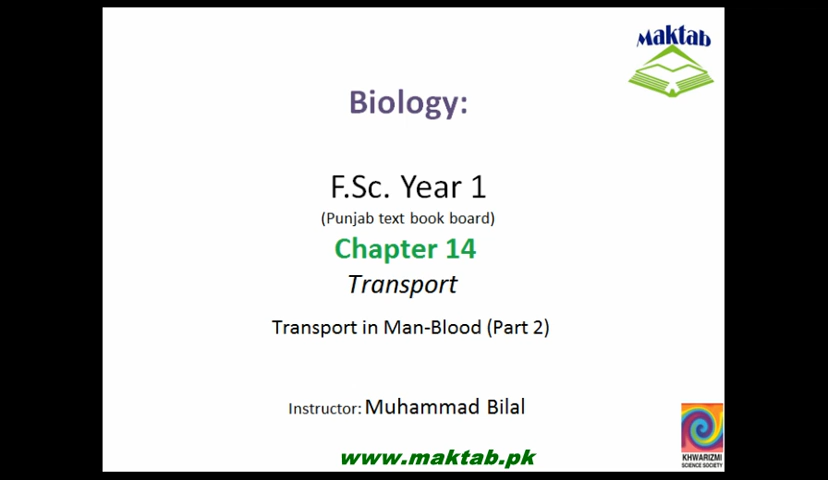 Maktab
Biology:
F.Sc. Year 1
(Punjab text book board)
Chapter 14
Transport
Transport in Man-Blood (Part 2)
Instructor: Muhammad Bilal
www.maktab.pk
KHWARIZMI
SCIENCE SOCIETY